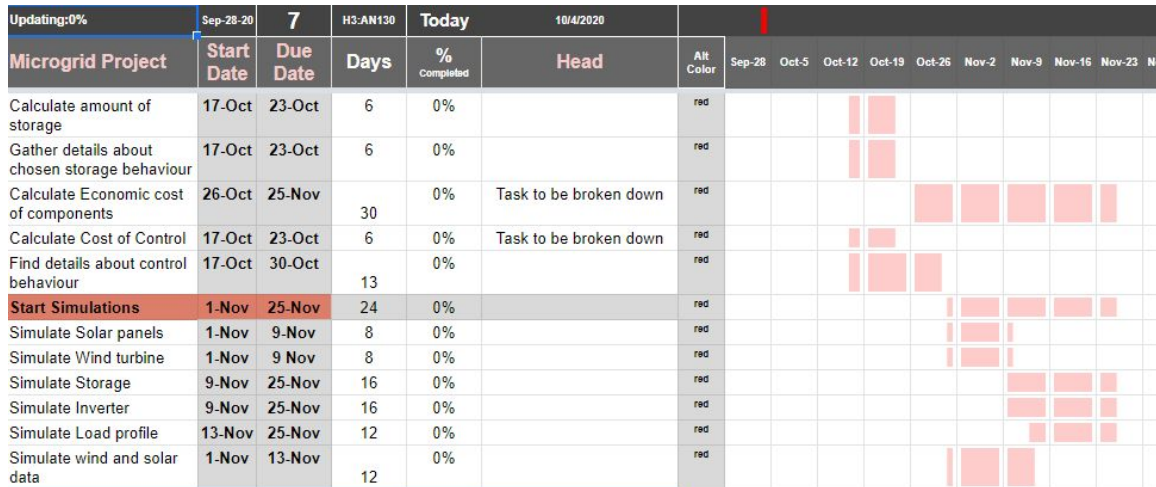 Updating:0% Sep-28-20 7 H3:AN130 Today 10/4/2020
Microgrid Project Start Date Due Date Days % Completed Head Alt Color Sep-28 Oct-5 Oct-12 Oct-19 Oct-26 Nov-2 Nov-9 Nov-16 Nov-23
Calculate amount of 17-Oct 23-Oct 6 0% red
storage
Gather details about 17-Oct 23-Oct 6 0% red
chosen storage behaviour
Calculate Economic cost 26-Oct 25-Nov 0% Task to be broken down red
of components 30
Calculate Cost of Control 17-Oct 23-Oct 6 0% Task to be broken down red
Find details about control 17-Oct 30-Oct 0% red
behaviour 13
Start Simulations 1-Nov 25-Nov 24 0% red
Simulate Solar panels 1-Nov 9-Nov 8 0% red
Simulate Wind turbine 1-Nov 9 Nov 8 0% red
Simulate Storage 9-Nov 25-Nov 16 0% red
Simulate Inverter 9-Nov 25-Nov 16 0% red
Simulate Load profile 13-Nov 25-Nov 12 0% red
Simulate wind and solar 1-Nov 13-Nov 0% red
data 12